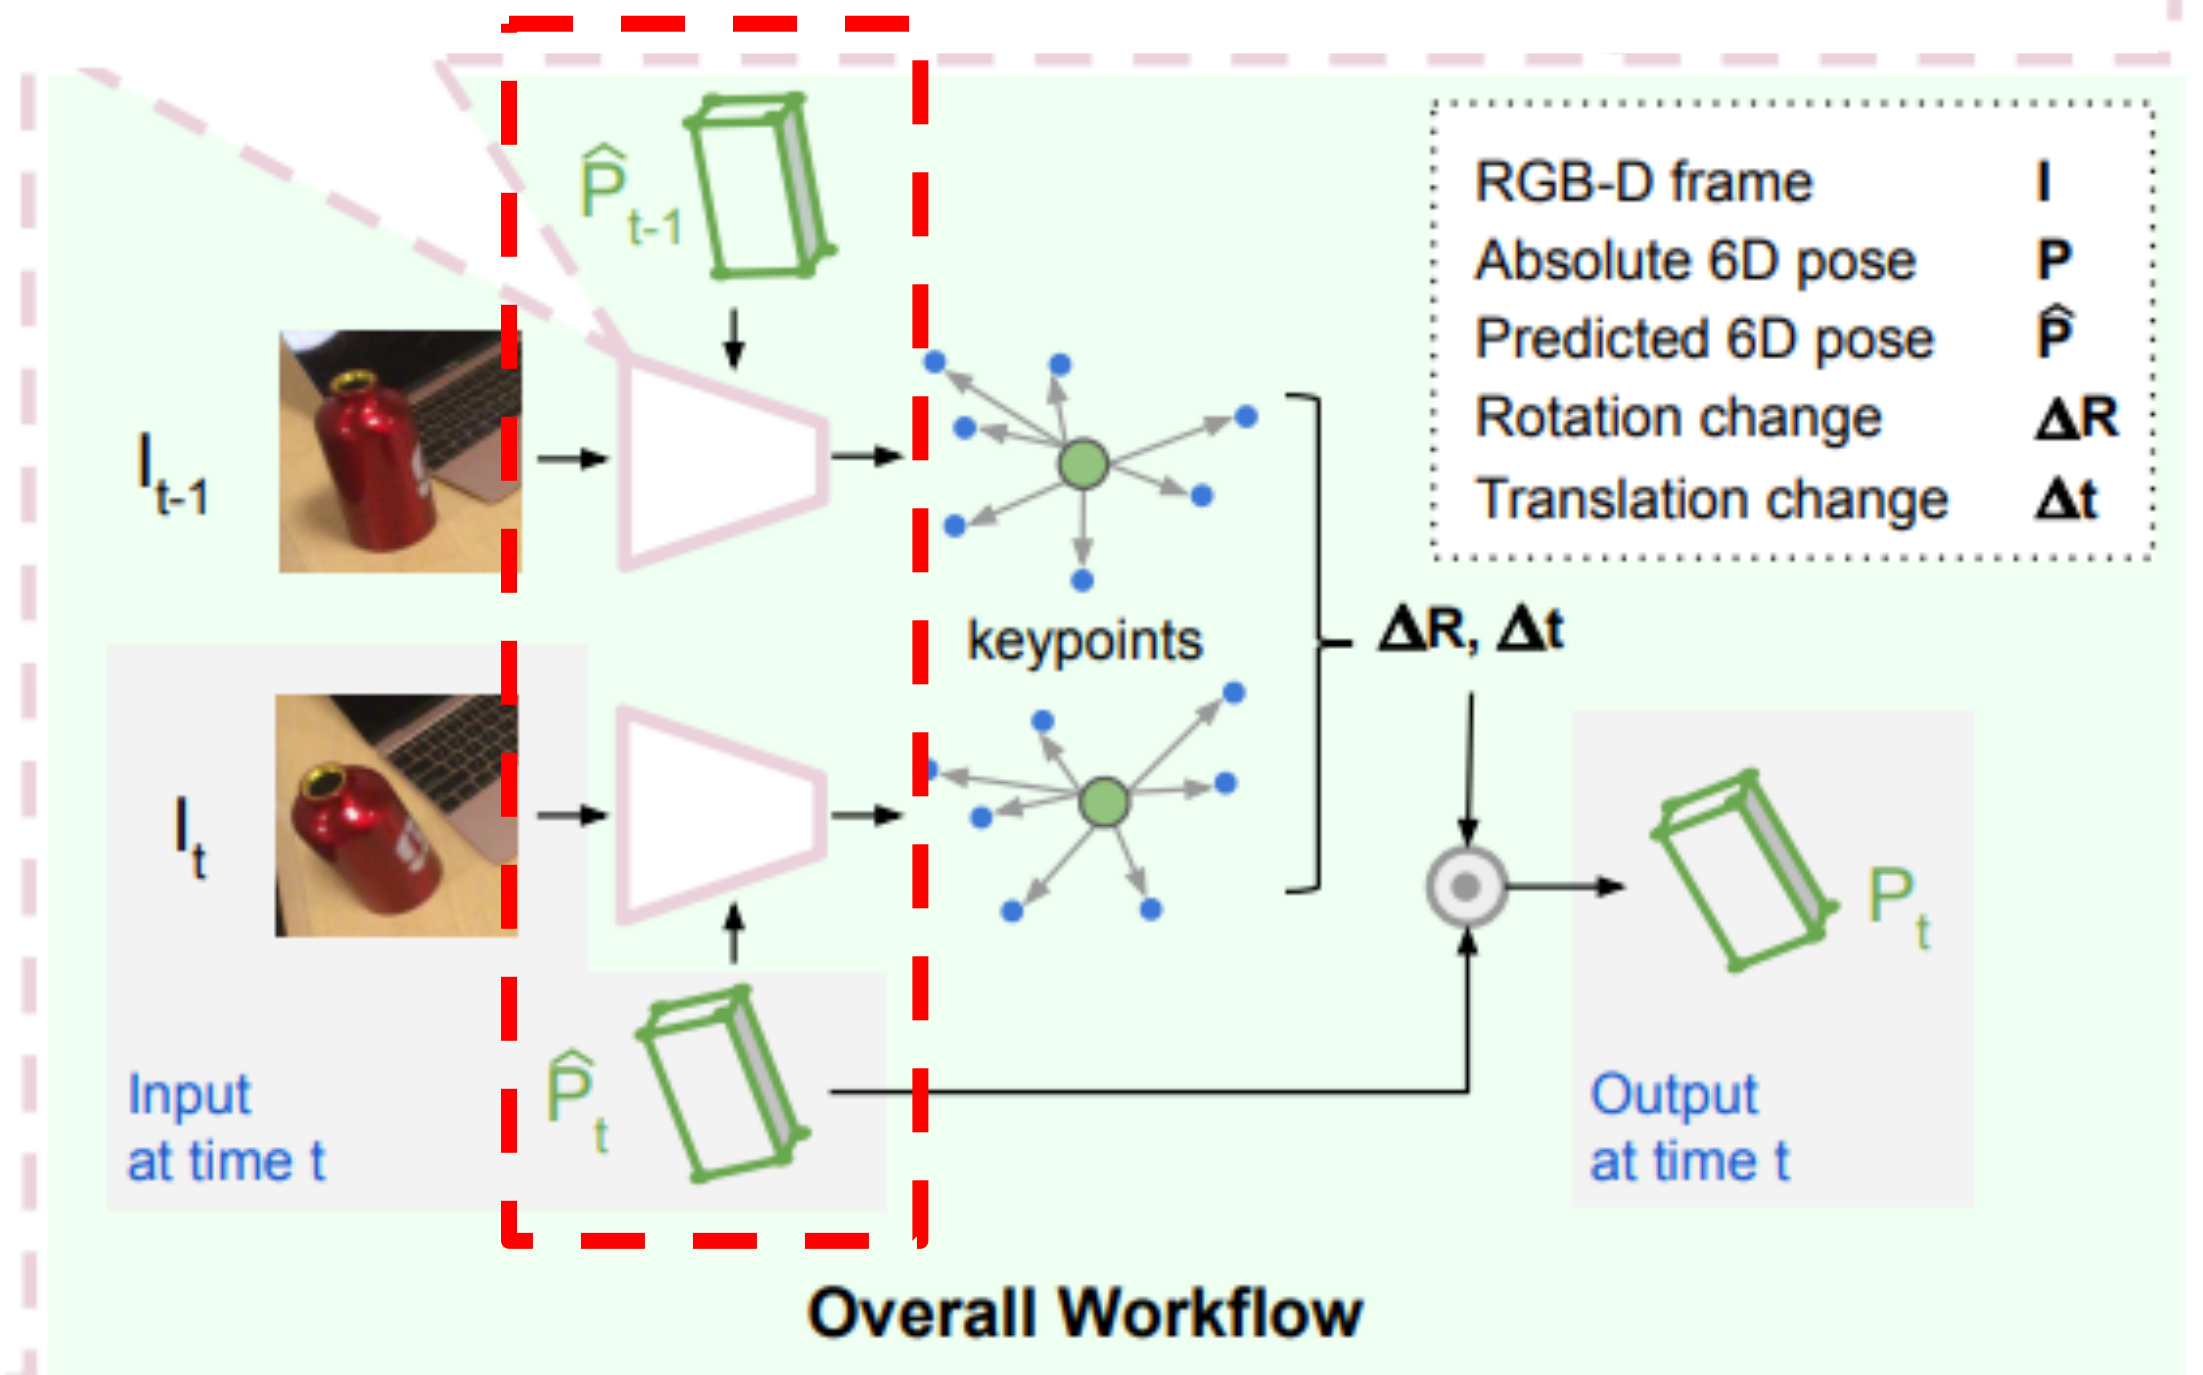 P̂t-1
RGB-D frame I
Absolute 6D pose P
Predicted 6D pose P̂
Rotation change ΔR
Translation change Δt
It-1
keypoints
ΔR, Δt
It
Pt
P̂t
Input
at time t
Output
at time t
Overall Workflow